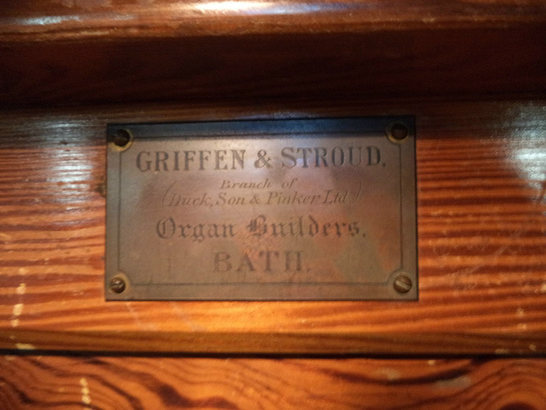 GRIFFEN & STROUD,
Branch of
(Duck, Son & Pinker Ltd.)
Organ Builders,
BATH.